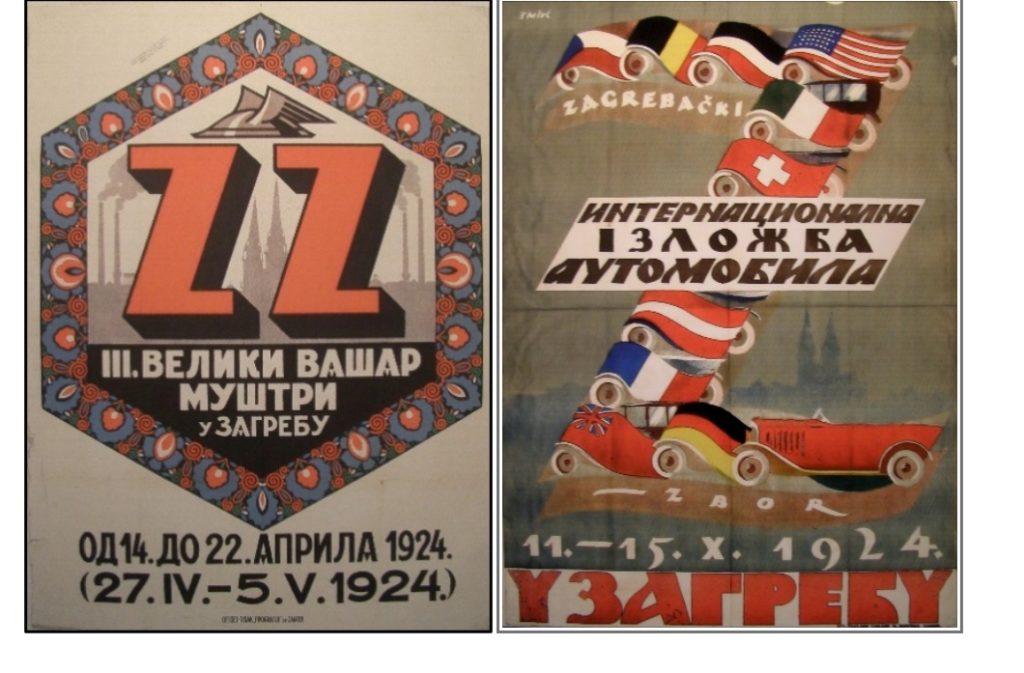 ZZ
III. ВЕЛИКИ ВАШАР
МУШТРИ
у ЗАГРЕБУ
ОД 14. ДО 22. АПРИЛА 1924.
(27. IV.–5. V. 1924.)
ZAGREBAČKI
ИНТЕРНАЦИОНАЛНА
IЗЛОЖБА
АУТОМОБИЛА
— ZBOR
11.–15. X. 1924.
У ЗАГРЕБУ